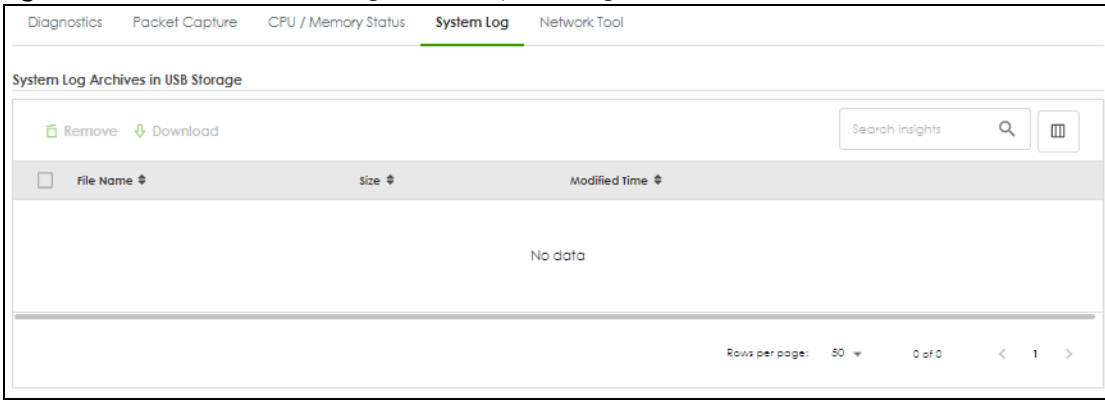 Diagnostics Packet Capture CPU / Memory Status System Log Network Tool
System Log Archives in USB Storage
Remove Download Search insights
File Name Size Modified Time
No data
Rows per page: 50 0 of 0 < 1 >